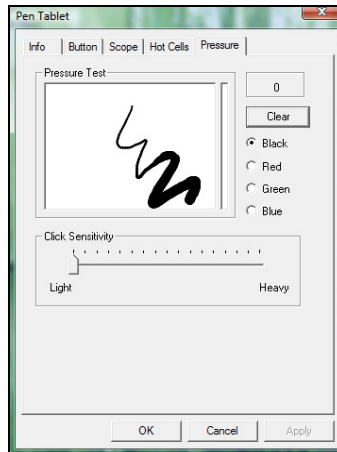 Pen Tablet
Info Button Scope Hot Cells Pressure
Pressure Test
0
Clear
Black
Red
Green
Blue
Click Sensitivity
Light Heavy
OK Cancel Apply